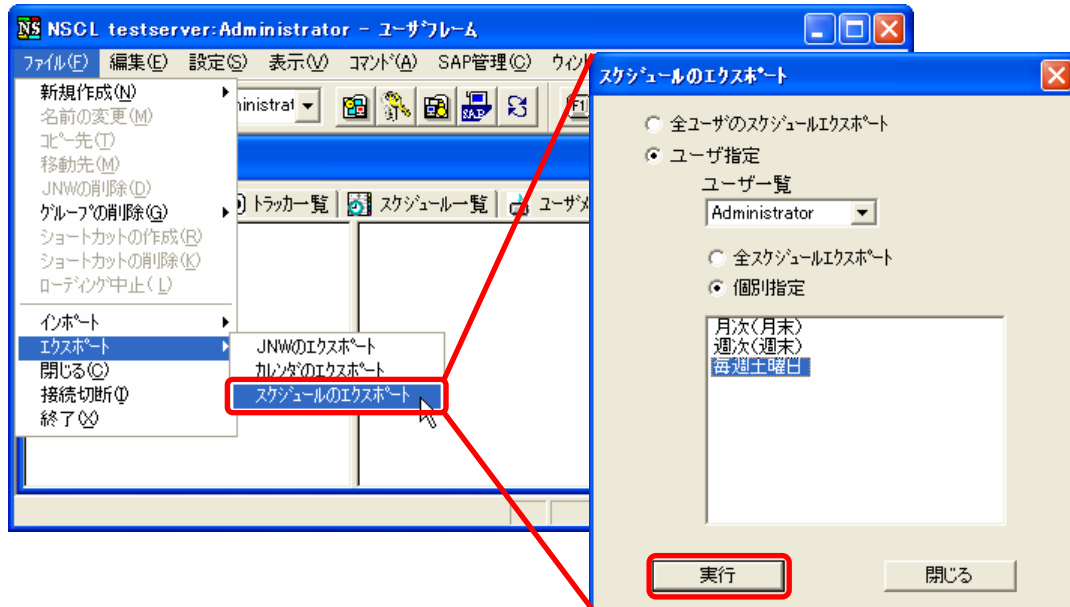 NS NSCL testserver:Administrator - ユーザフレーム
ファイル(F) 編集(E) 設定(S) 表示(V) コマンド(A) SAP管理(C) ウィン
新規作成(N)
名前の変更(M)
コピー先(T)
移動先(M)
JNWの削除(D)
グループの削除(G)
ショートカットの作成(R)
ショートカットの削除(K)
ローディング中止(L)
インポート
エクスポート
閉じる(C)
接続切断(I)
終了(X)
ministrat
SAP
F1
トラッカー一覧 スケジュール一覧 ユーザメ
JNWのエクスポート
カレンダのエクスポート
スケジュールのエクスポート
スケジュールのエクスポート
全ユーザのスケジュールエクスポート
ユーザ指定
ユーザ一覧
Administrator
全スケジュールエクスポート
個別指定
月次(月末)
週次(週末)
毎週土曜日
実行 閉じる